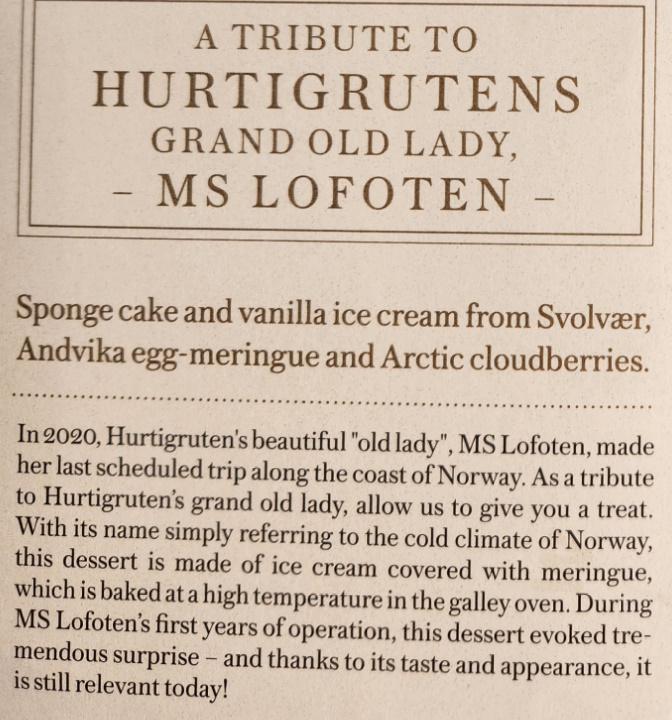 A TRIBUTE TO
HURTIGRUTENS
GRAND OLD LADY,
– MS LOFOTEN –
Sponge cake and vanilla ice cream from Svolvær,
Andvika egg-meringue and Arctic cloudberries.
In 2020, Hurtigruten's beautiful "old lady", MS Lofoten, made
her last scheduled trip along the coast of Norway. As a tribute
to Hurtigruten's grand old lady, allow us to give you a treat.
With its name simply referring to the cold climate of Norway,
this dessert is made of ice cream covered with meringue,
which is baked at a high temperature in the galley oven. During
MS Lofoten's first years of operation, this dessert evoked tre-
mendous surprise – and thanks to its taste and appearance, it
is still relevant today!